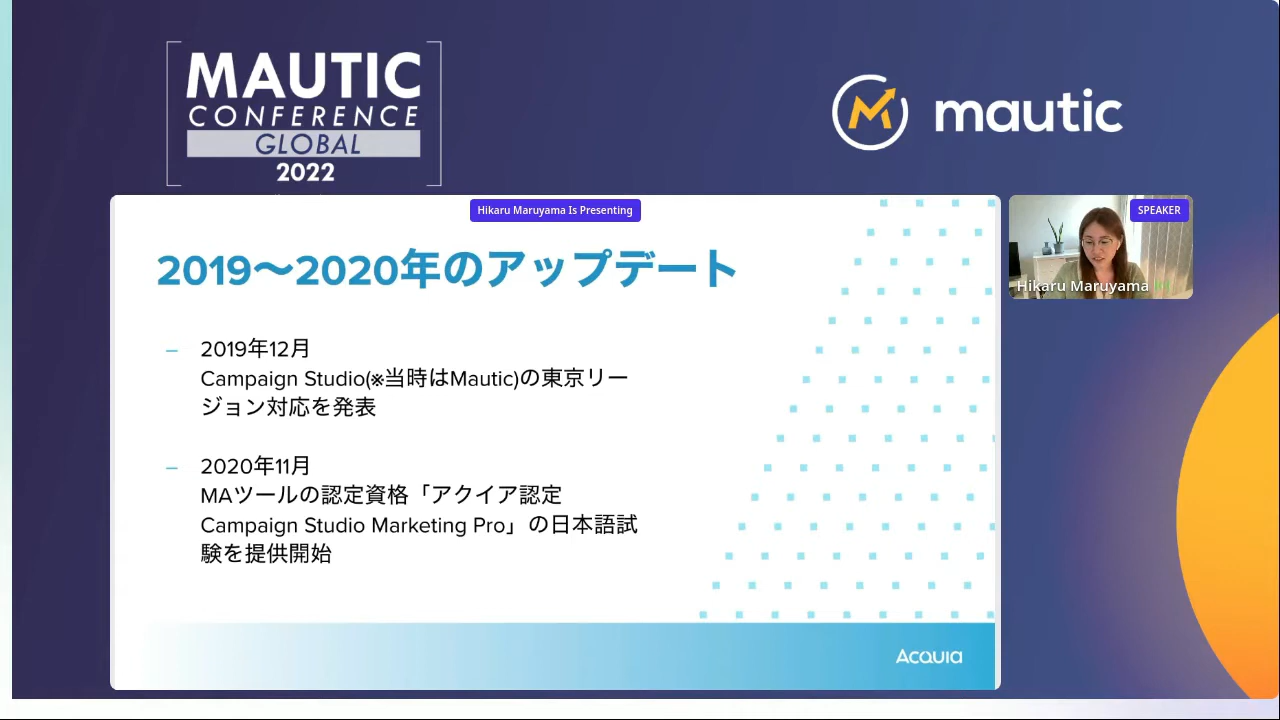 MAUTIC
CONFERENCE
GLOBAL
2022
mautic
Hikaru Maruyama Is Presenting
SPEAKER
Hikaru Maruyama
2019〜2020年のアップデート
– 2019年12月
Campaign Studio(※当時はMautic)の東京リー
ジョン対応を発表
– 2020年11月
MAツールの認定資格「アクイア認定
Campaign Studio Marketing Pro」の日本語試
験を提供開始
Acquia